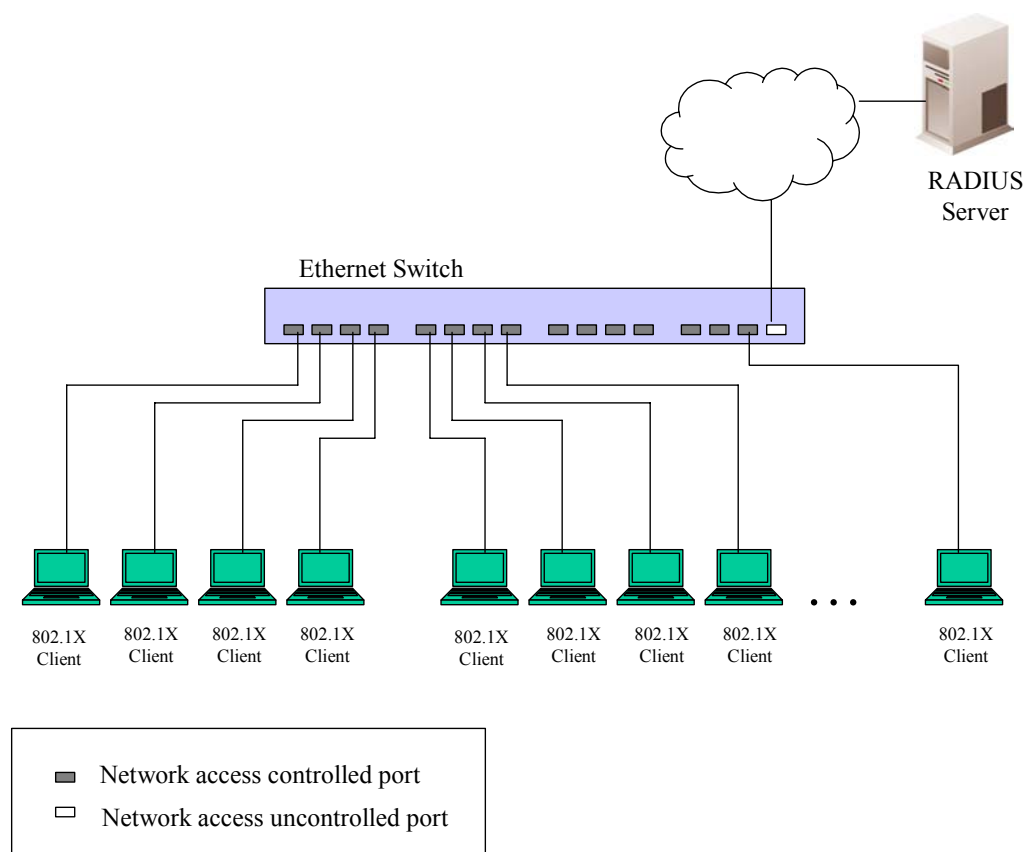 RADIUS
Server
Ethernet Switch
802.1X
Client
802.1X
Client
802.1X
Client
802.1X
Client
802.1X
Client
802.1X
Client
802.1X
Client
802.1X
Client
. . .
802.1X
Client
Network access controlled port
Network access uncontrolled port